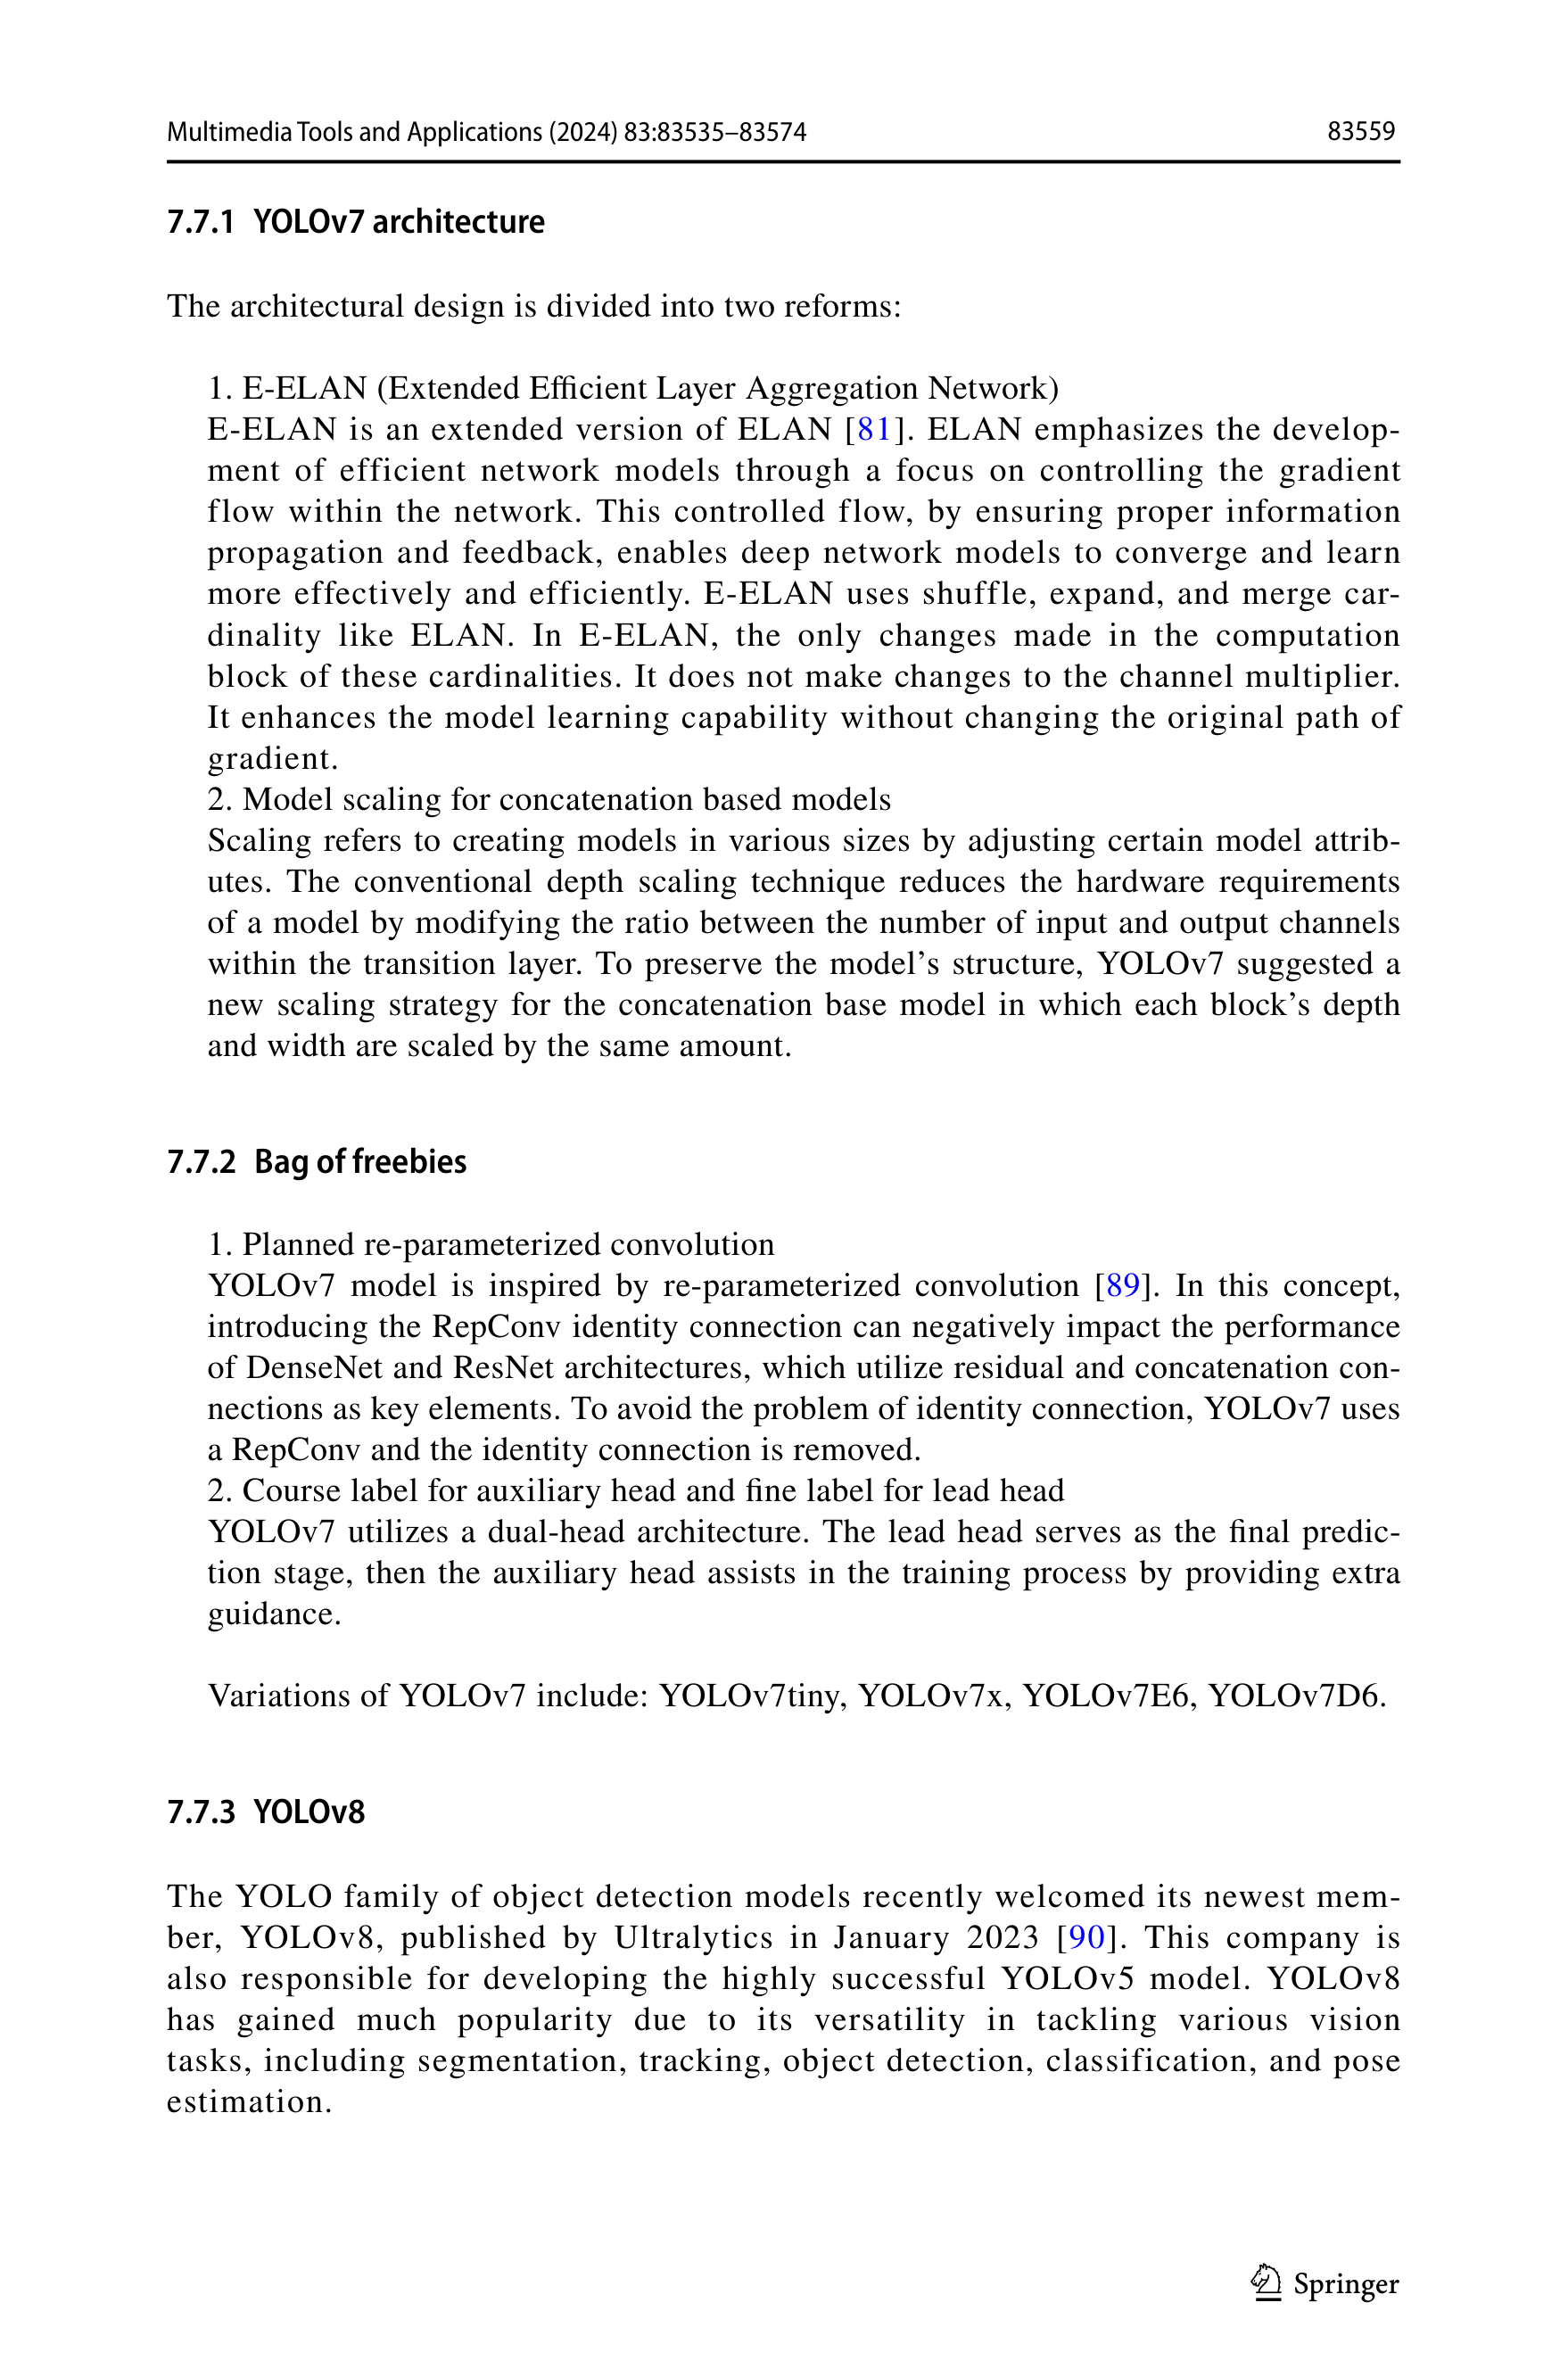 Multimedia Tools and Applications (2024) 83:83535–83574 83559
7.7.1 YOLOv7 architecture
The architectural design is divided into two reforms:
1. E-ELAN (Extended Efficient Layer Aggregation Network)
E-ELAN is an extended version of ELAN [81]. ELAN emphasizes the develop-
ment of efficient network models through a focus on controlling the gradient
flow within the network. This controlled flow, by ensuring proper information
propagation and feedback, enables deep network models to converge and learn
more effectively and efficiently. E-ELAN uses shuffle, expand, and merge car-
dinality like ELAN. In E-ELAN, the only changes made in the computation
block of these cardinalities. It does not make changes to the channel multiplier.
It enhances the model learning capability without changing the original path of
gradient.
2. Model scaling for concatenation based models
Scaling refers to creating models in various sizes by adjusting certain model attrib-
utes. The conventional depth scaling technique reduces the hardware requirements
of a model by modifying the ratio between the number of input and output channels
within the transition layer. To preserve the model’s structure, YOLOv7 suggested a
new scaling strategy for the concatenation base model in which each block’s depth
and width are scaled by the same amount.
7.7.2 Bag of freebies
1. Planned re-parameterized convolution
YOLOv7 model is inspired by re-parameterized convolution [89]. In this concept,
introducing the RepConv identity connection can negatively impact the performance
of DenseNet and ResNet architectures, which utilize residual and concatenation con-
nections as key elements. To avoid the problem of identity connection, YOLOv7 uses
a RepConv and the identity connection is removed.
2. Course label for auxiliary head and fine label for lead head
YOLOv7 utilizes a dual-head architecture. The lead head serves as the final predic-
tion stage, then the auxiliary head assists in the training process by providing extra
guidance.
Variations of YOLOv7 include: YOLOv7tiny, YOLOv7x, YOLOv7E6, YOLOv7D6.
7.7.3 YOLOv8
The YOLO family of object detection models recently welcomed its newest mem-
ber, YOLOv8, published by Ultralytics in January 2023 [90]. This company is
also responsible for developing the highly successful YOLOv5 model. YOLOv8
has gained much popularity due to its versatility in tackling various vision
tasks, including segmentation, tracking, object detection, classification, and pose
estimation.
Springer